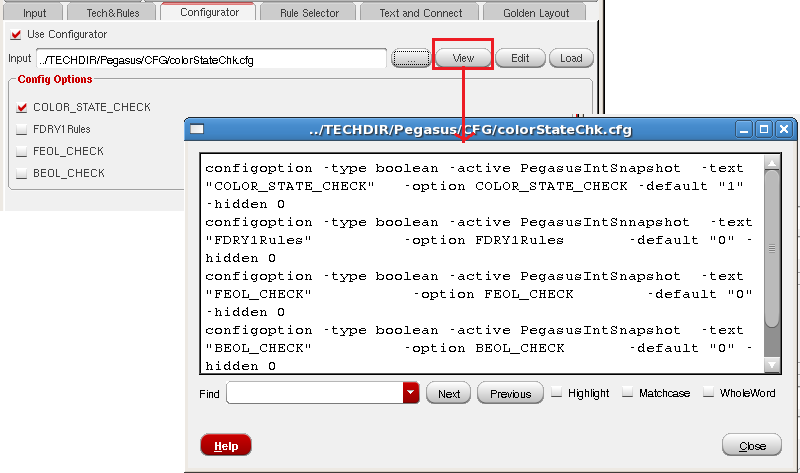 Input Tech&Rules Configurator Rule Selector Text and Connect Golden Layout
Use Configurator
Input ../TECHDIR/Pegasus/CFG/colorStateChk.cfg ... View Edit Load
Config Options
COLOR_STATE_CHECK
FDRY1Rules
FEOL_CHECK
BEOL_CHECK
../TECHDIR/Pegasus/CFG/colorStateChk.cfg
configoption -type boolean -active PegasusIntSnapshot -text
"COLOR_STATE_CHECK" -option COLOR_STATE_CHECK -default "1"
-hidden 0
configoption -type boolean -active PegasusIntSnnapshot -text
"FDRY1Rules" -option FDRY1Rules -default "0" -
hidden 0
configoption -type boolean -active PegasusIntSnapshot -text
"FEOL_CHECK" -option FEOL_CHECK -default "0"
-hidden 0
configoption -type boolean -active PegasusIntSnapshot -text
"BEOL_CHECK" -option BEOL_CHECK -default "0" -
hidden 0
Find Next Previous Highlight Matchcase WholeWord
Help Close